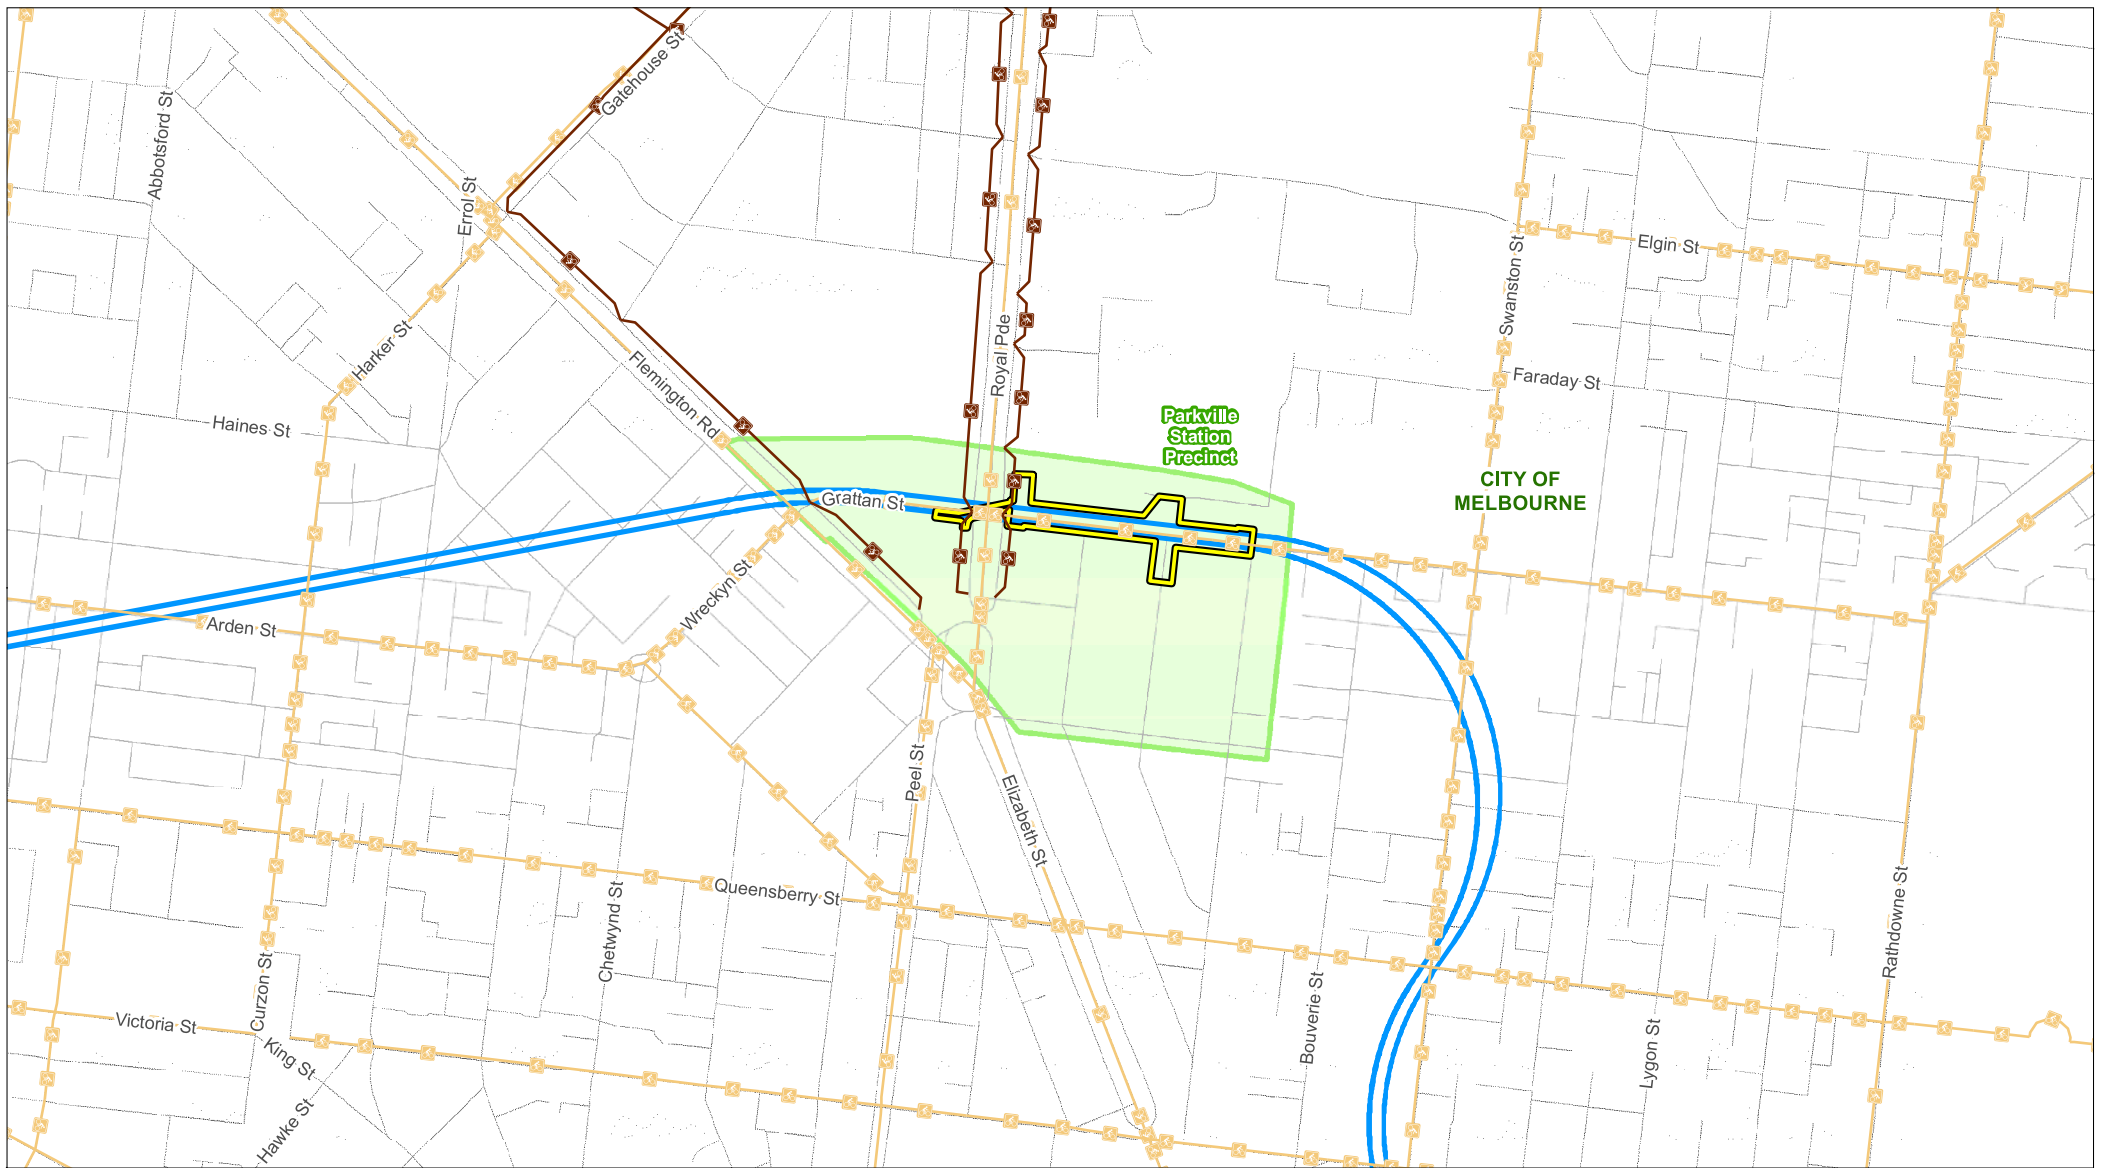 Gatehouse St
Abbotsford St
Errol St
Elgin St
Swanston St
Harker St
Royal Pde
Flemington Rd
Faraday St
Haines St
Parkville
Station
Precinct
CITY OF
MELBOURNE
Grattan St
Wreckyn St
Arden St
Peel St
Elizabeth St
Queensberry St
Chetwynd St
Rathdowne St
Curzon St
Bouverie St
Victoria St
King St
Lygon St
Hawke St